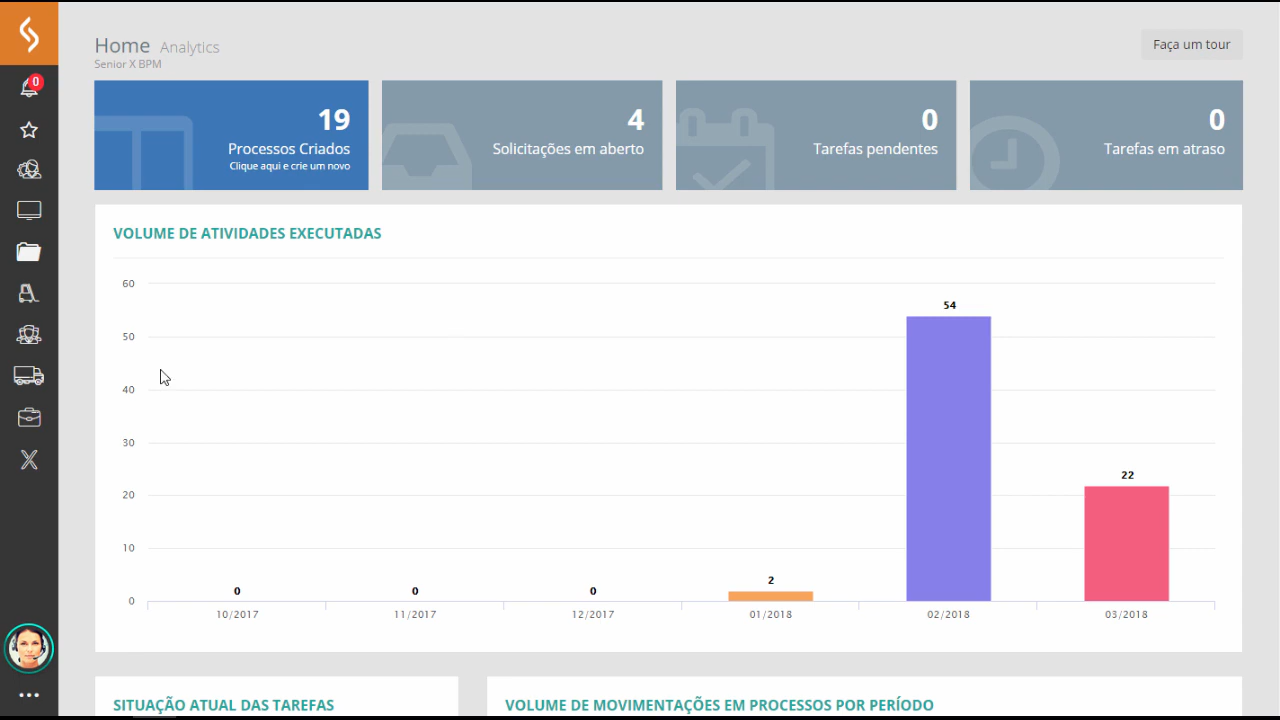 0
Home Analytics
Senior X BPM
Faça um tour
19
Processos Criados
Clique aqui e crie um novo
4
Solicitações em aberto
0
Tarefas pendentes
0
Tarefas em atraso
VOLUME DE ATIVIDADES EXECUTADAS
60
50
40
30
20
10
0
0
0
0
2
54
22
10/2017
11/2017
12/2017
01/2018
02/2018
03/2018
SITUAÇÃO ATUAL DAS TAREFAS
VOLUME DE MOVIMENTAÇÕES EM PROCESSOS POR PERÍODO